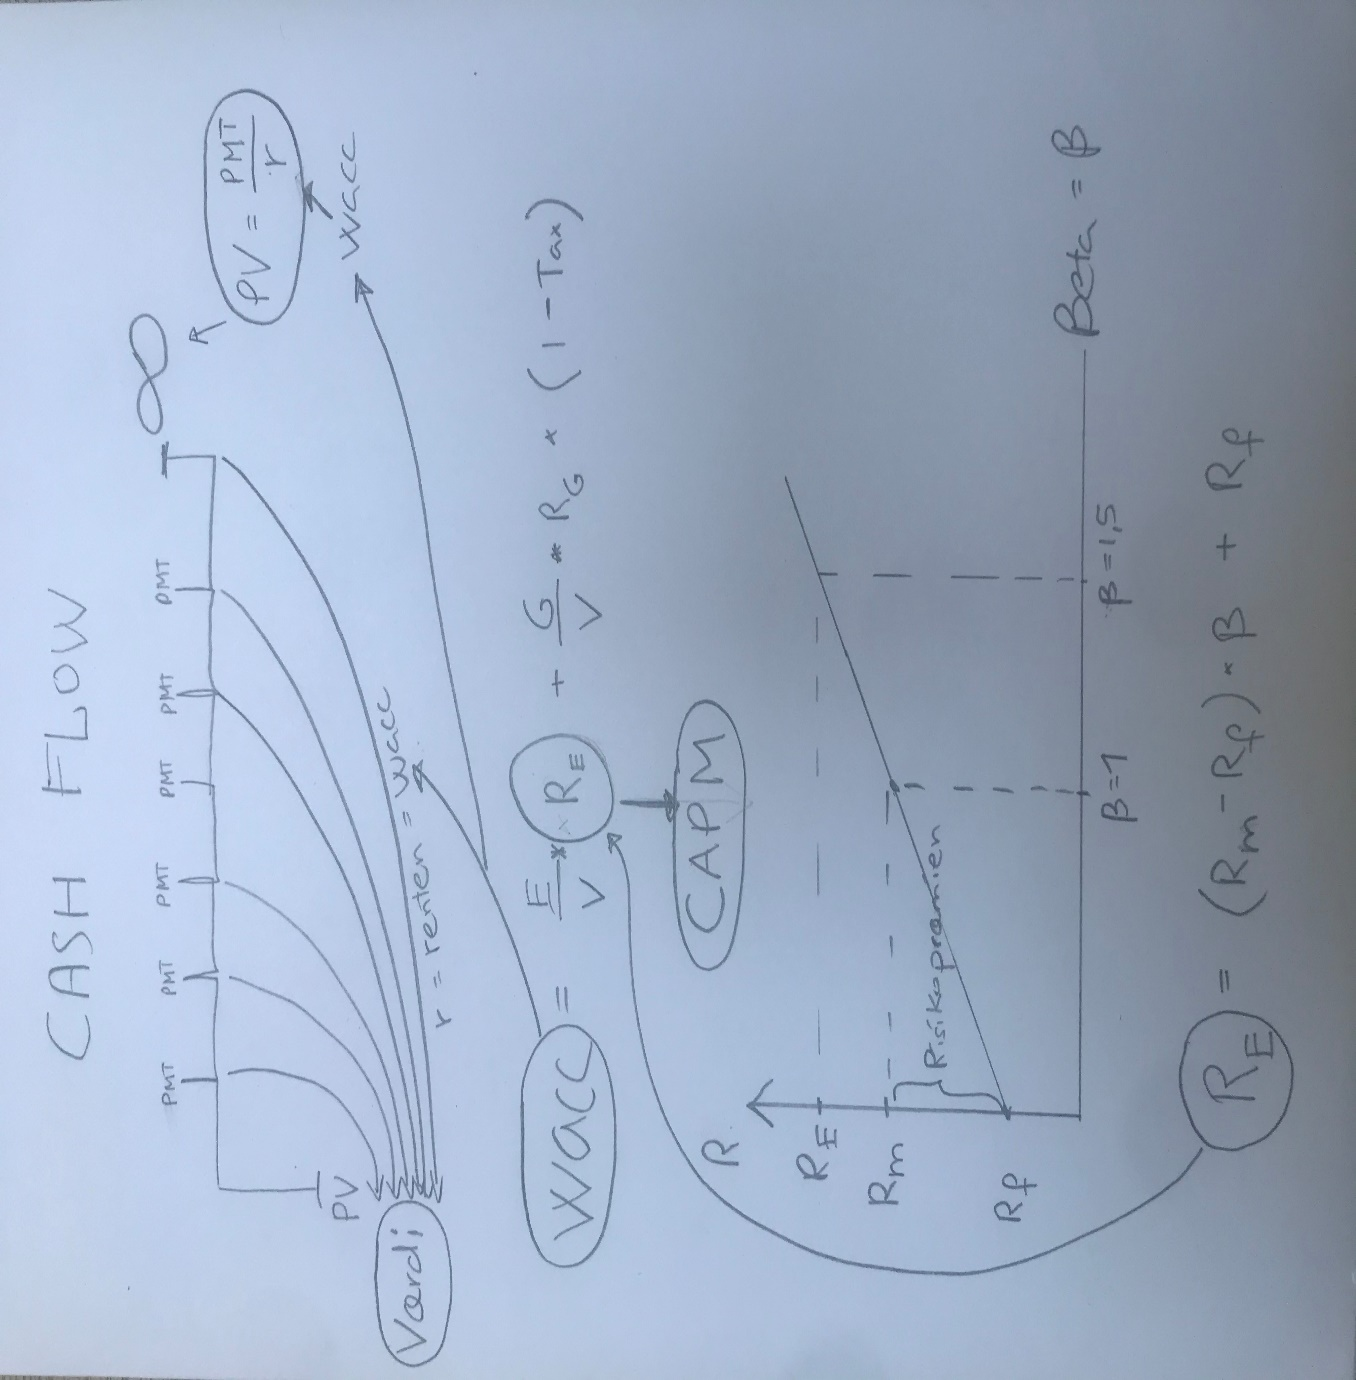 CASH FLOW
PMT PMT PMT PMT PMT PMT ∞
PV = PMT/r
PV
Værdi
r = renten = WACC
WACC
WACC = E/V * R_E + G/V * R_G * (1 - Tax)
CAPM
R
R_E
R_m
Risikopræmien
R_f
β=1 β=1,5
Beta = β
R_E = (R_m - R_f) * β + R_f